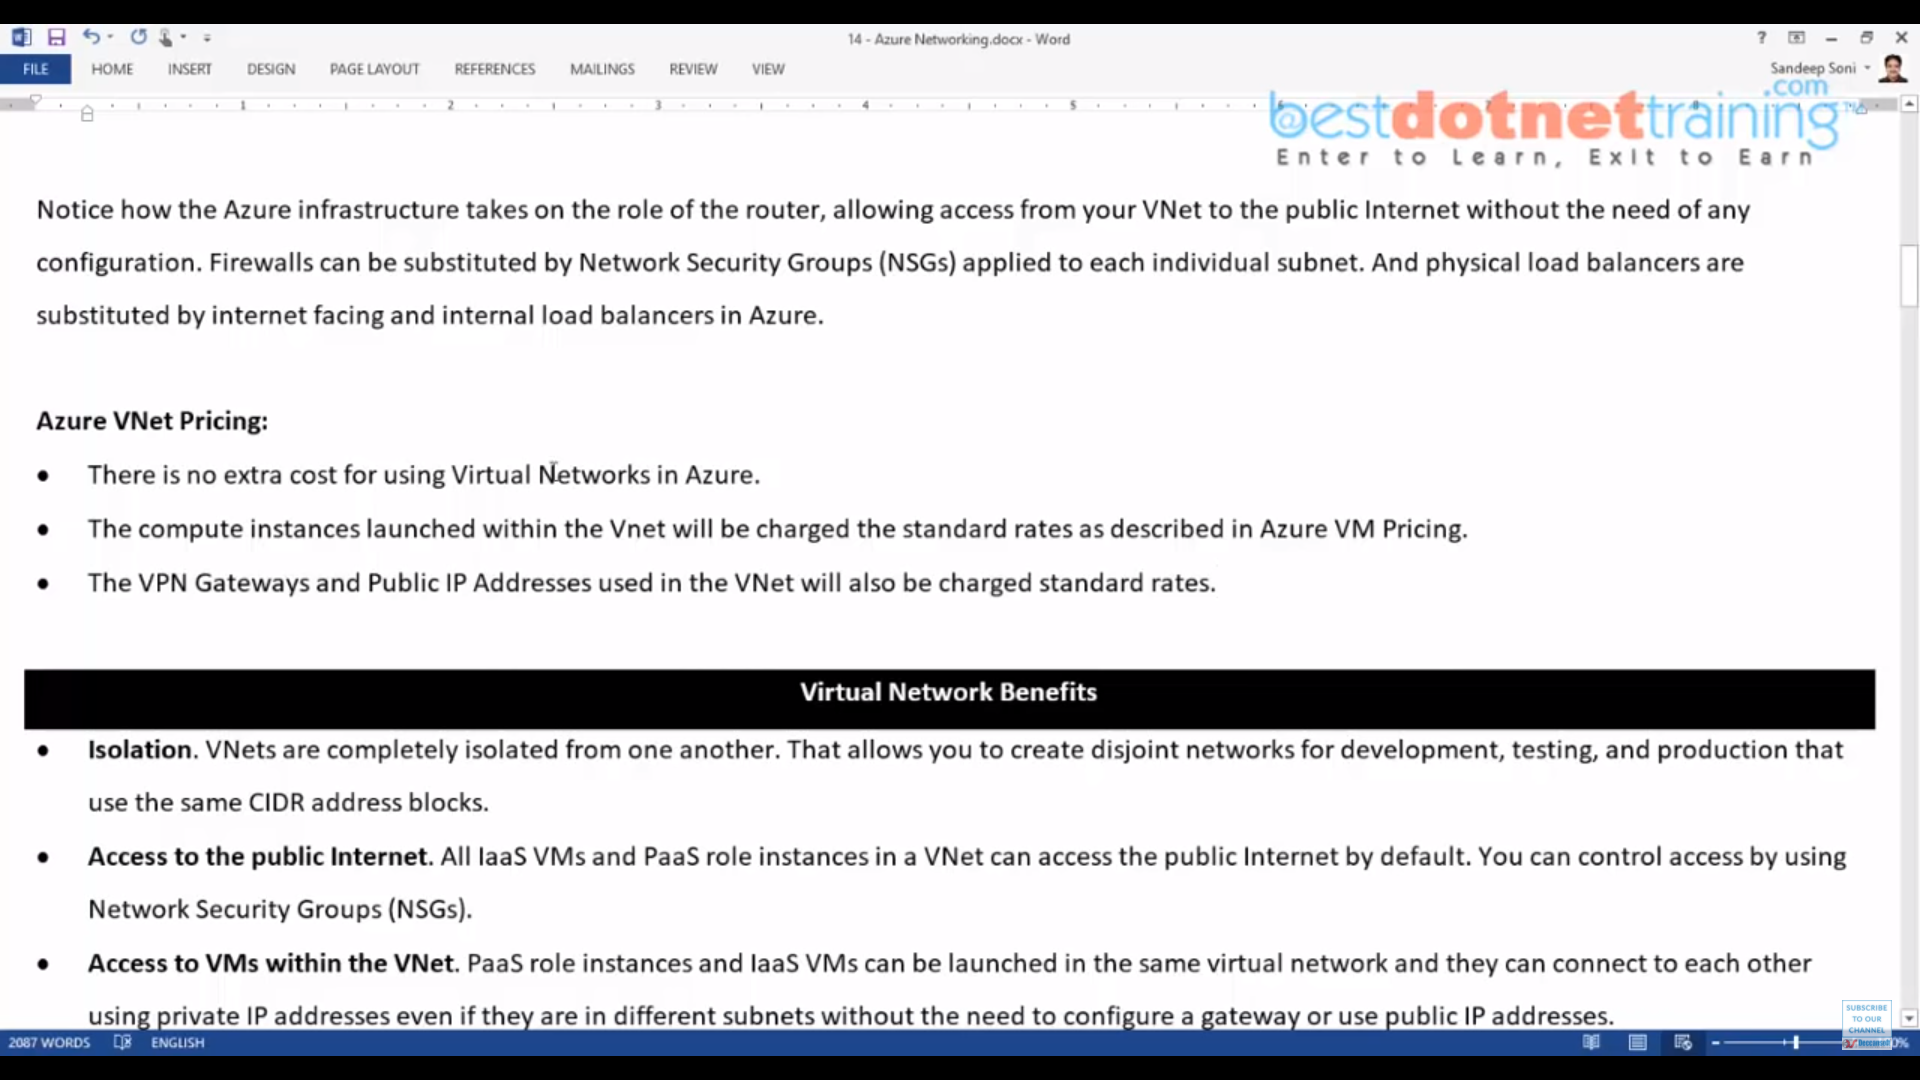 14 - Azure Networking.docx - Word
?
FILE HOME INSERT DESIGN PAGE LAYOUT REFERENCES MAILINGS REVIEW VIEW
Sandeep Soni
1 2 3 4 5
.com
@bestdotnettraining
Enter to Learn, Exit to Earn
Notice how the Azure infrastructure takes on the role of the router, allowing access from your VNet to the public Internet without the need of any
configuration. Firewalls can be substituted by Network Security Groups (NSGs) applied to each individual subnet. And physical load balancers are
substituted by internet facing and internal load balancers in Azure.
Azure VNet Pricing:
• There is no extra cost for using Virtual Networks in Azure.
• The compute instances launched within the Vnet will be charged the standard rates as described in Azure VM Pricing.
• The VPN Gateways and Public IP Addresses used in the VNet will also be charged standard rates.
Virtual Network Benefits
• Isolation. VNets are completely isolated from one another. That allows you to create disjoint networks for development, testing, and production that
use the same CIDR address blocks.
• Access to the public Internet. All IaaS VMs and PaaS role instances in a VNet can access the public Internet by default. You can control access by using
Network Security Groups (NSGs).
• Access to VMs within the VNet. PaaS role instances and IaaS VMs can be launched in the same virtual network and they can connect to each other
using private IP addresses even if they are in different subnets without the need to configure a gateway or use public IP addresses.
SUBSCRIBE
TO OUR
CHANNEL
2087 WORDS ENGLISH